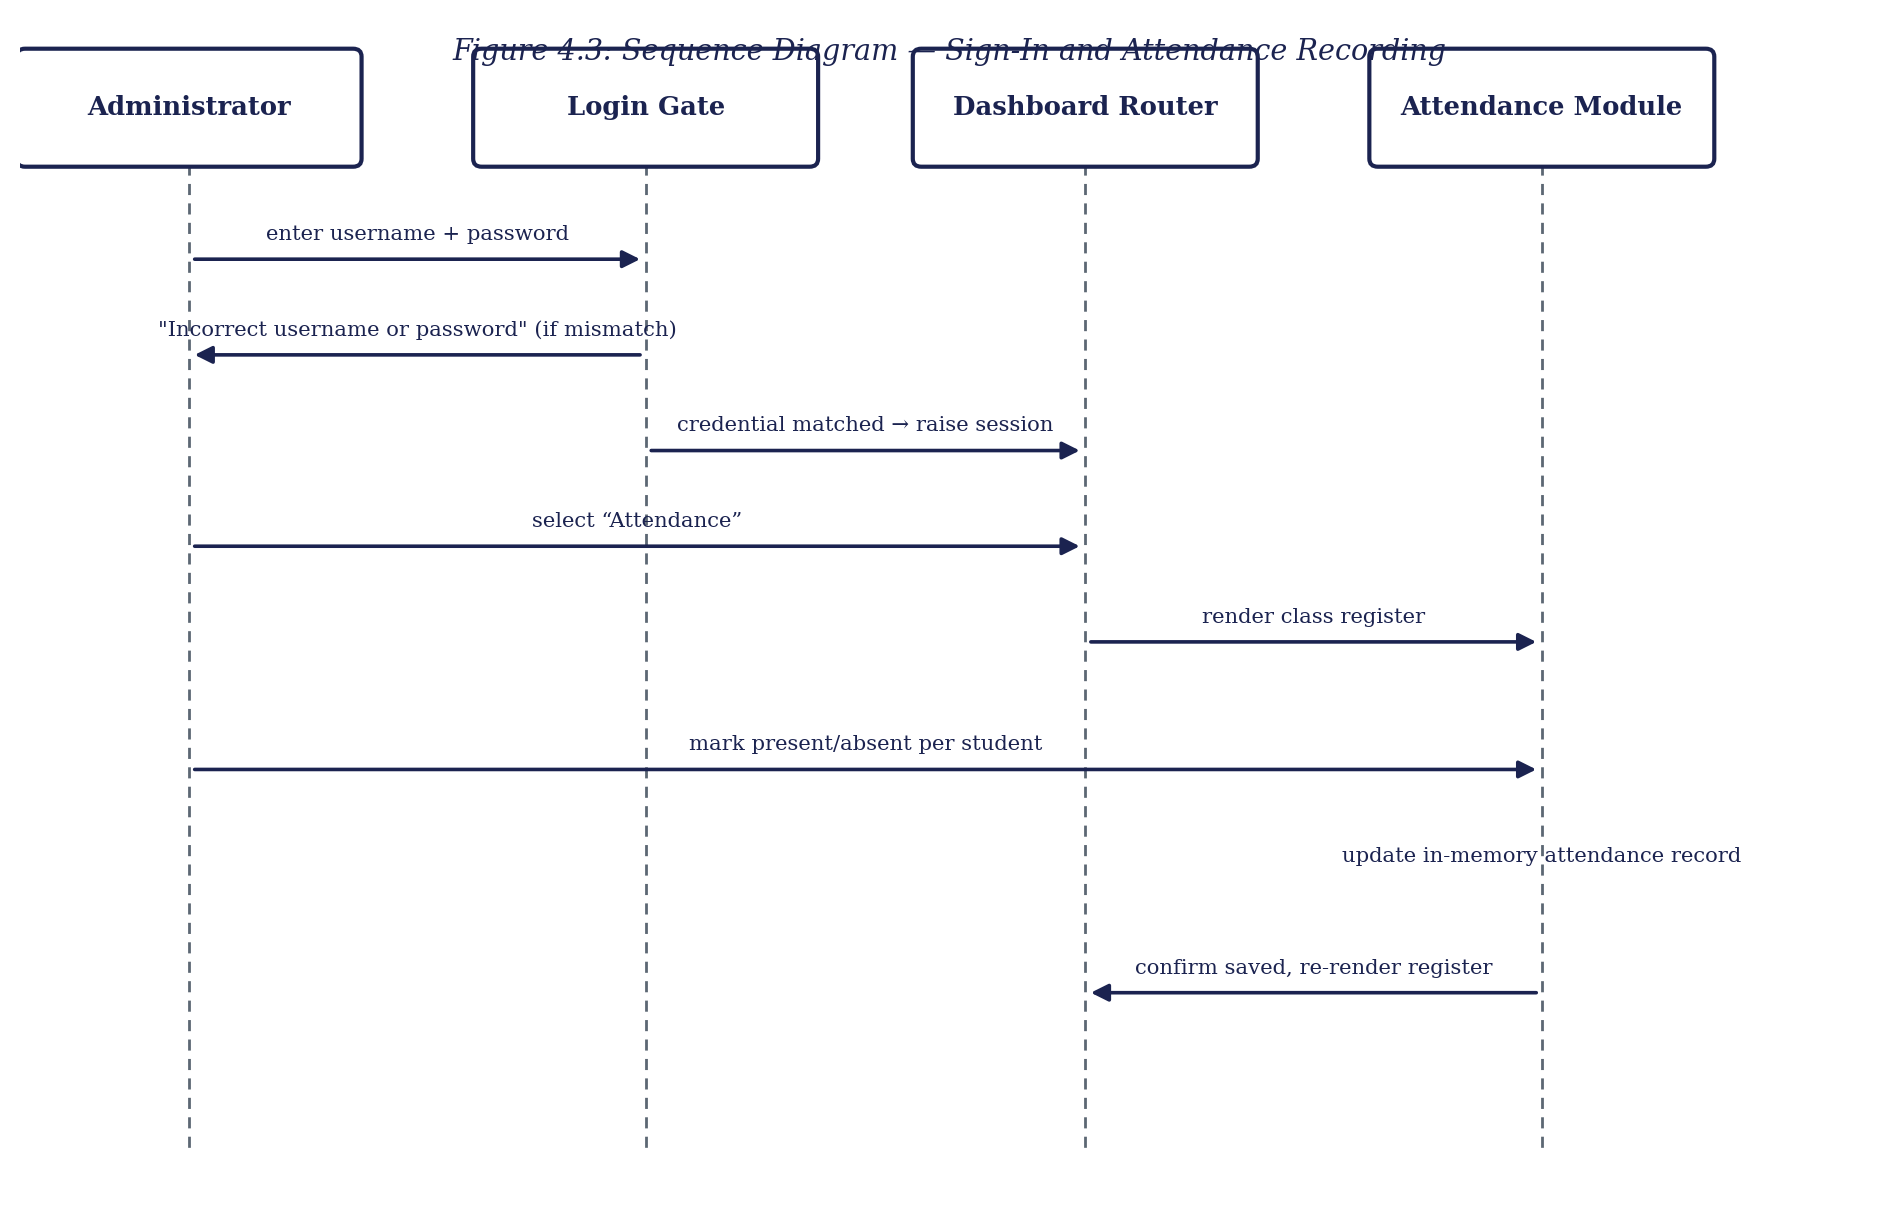 Figure 4.3: Sequence Diagram — Sign-In and Attendance Recording
Administrator
Login Gate
Dashboard Router
Attendance Module
enter username + password
"Incorrect username or password" (if mismatch)
credential matched → raise session
select “Attendance”
render class register
mark present/absent per student
update in-memory attendance record
confirm saved, re-render register